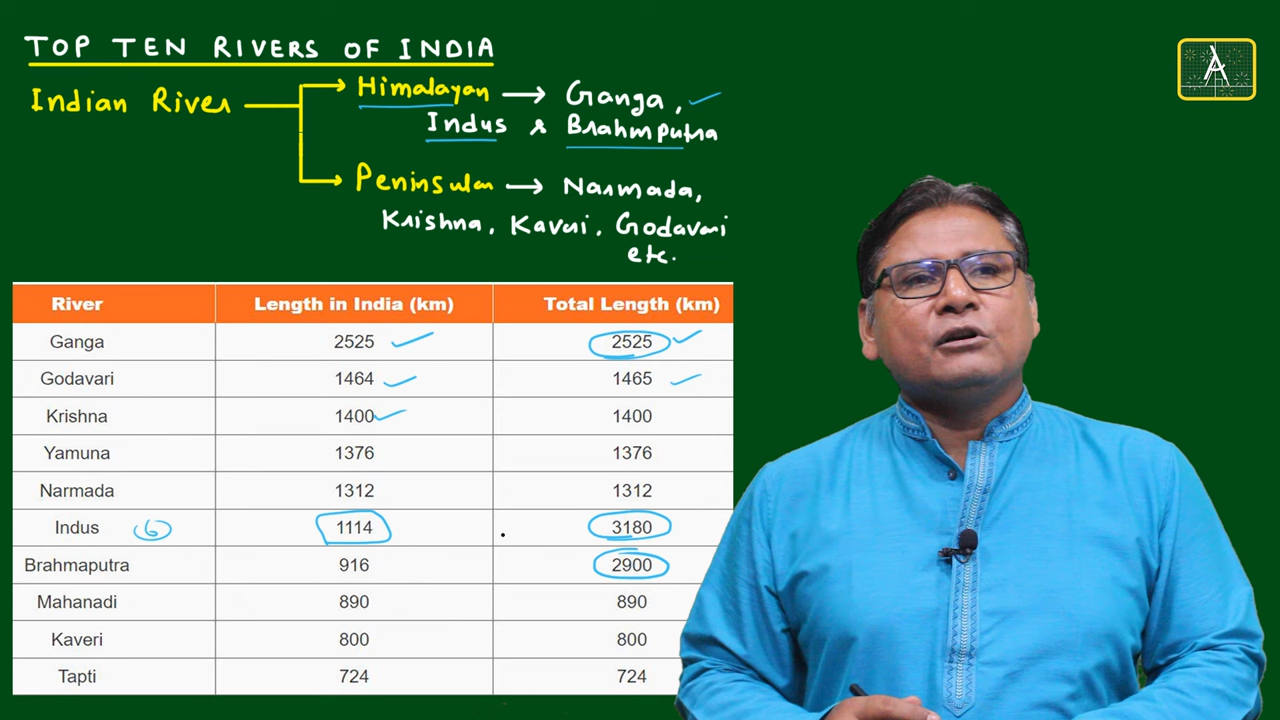 TOP TEN RIVERS OF INDIA
Indian River → Himalayan → Ganga,
Indus & Brahmputra
Peninsular → Narmada,
Krishna, Kaveri, Godavari
etc.
A
River Length in India (km) Total Length (km)
Ganga 2525 2525
Godavari 1464 1465
Krishna 1400 1400
Yamuna 1376 1376
Narmada 1312 1312
Indus 6 1114 3180
Brahmaputra 916 2900
Mahanadi 890 890
Kaveri 800 800
Tapti 724 724